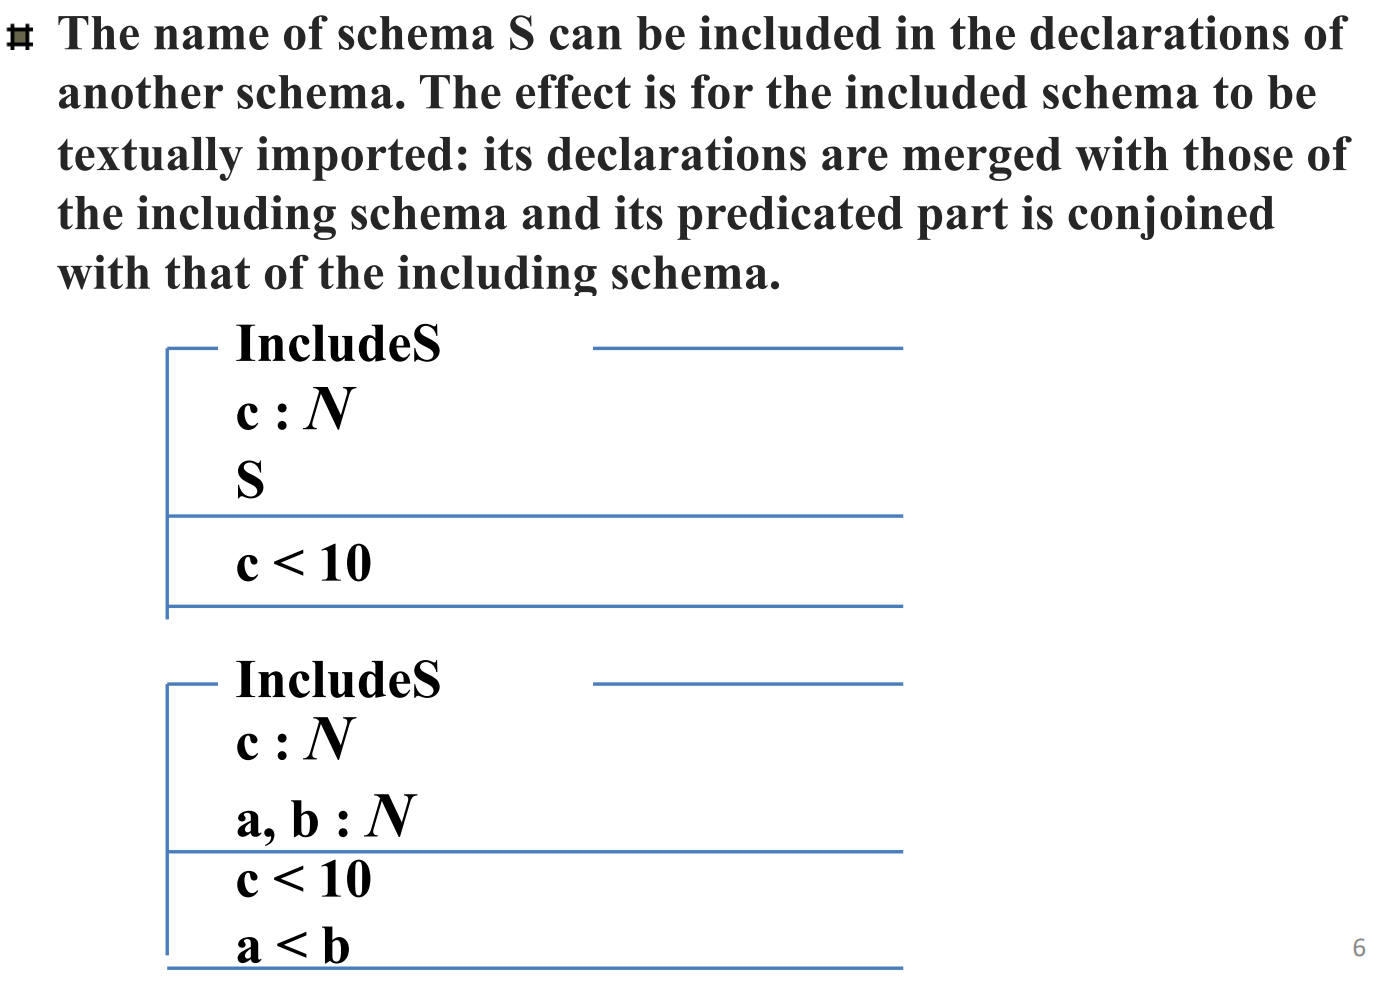 The name of schema S can be included in the declarations of
another schema. The effect is for the included schema to be
textually imported: its declarations are merged with those of
the including schema and its predicated part is conjoined
with that of the including schema.
IncludeS
c : N
S
c < 10
IncludeS
c : N
a, b : N
c < 10
a < b
6